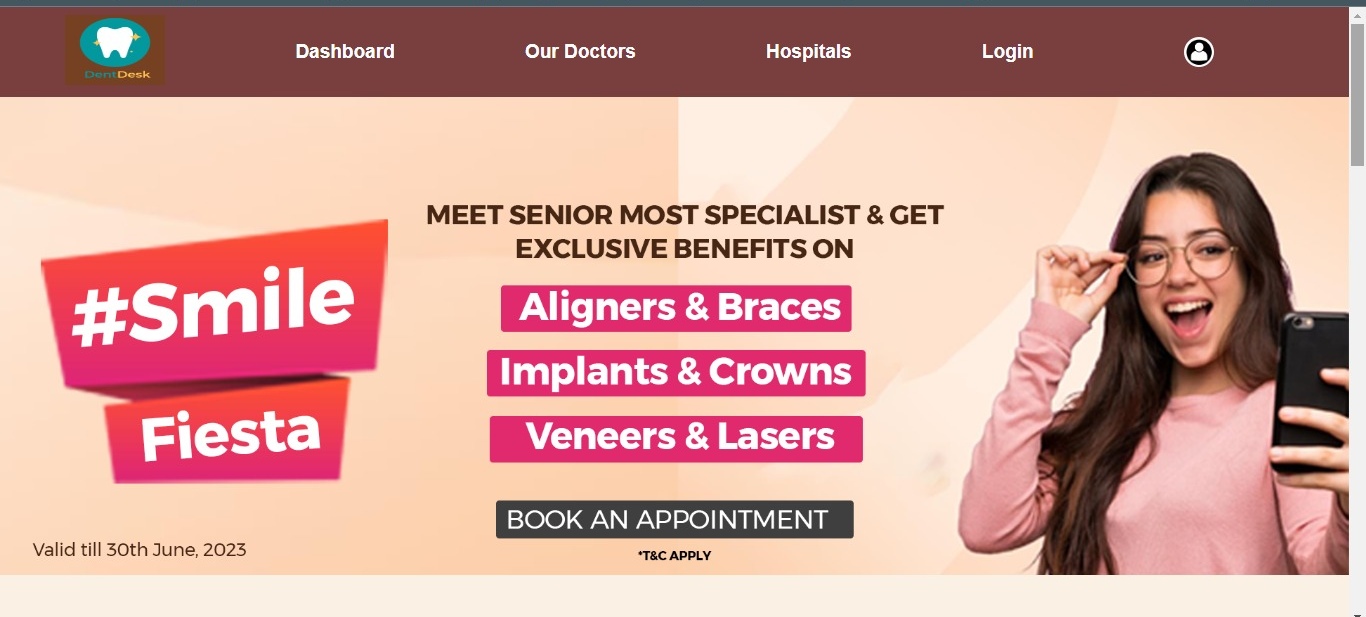 DentDesk
Dashboard
Our Doctors
Hospitals
Login
#Smile
Fiesta
Valid till 30th June, 2023
MEET SENIOR MOST SPECIALIST & GET
EXCLUSIVE BENEFITS ON
Aligners & Braces
Implants & Crowns
Veneers & Lasers
BOOK AN APPOINTMENT
*T&C APPLY